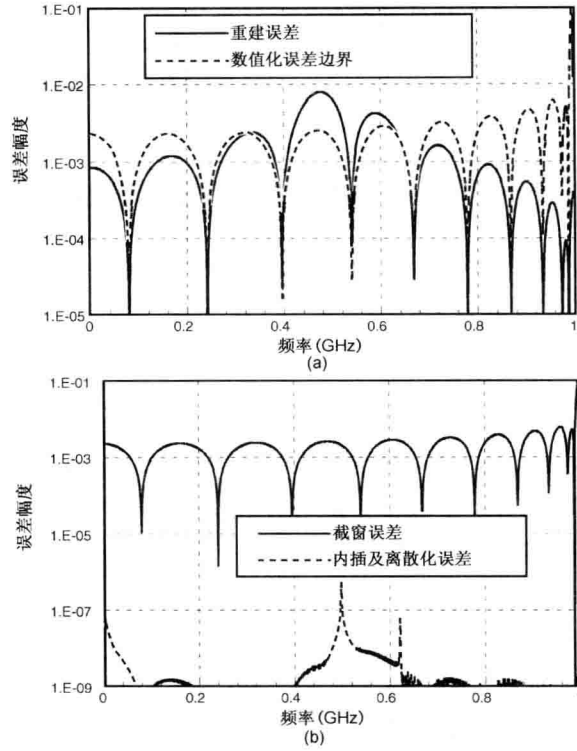 1.E-01
重建误差
数值化误差边界
1.E-02
误差幅度
1.E-03
1.E-04
1.E-05
0
0.2
0.4
0.6
0.8
1
频率(GHz)
(a)
1.E-01
1.E-03
误差幅度
1.E-05
截窗误差
内插及离散化误差
1.E-07
1.E-09
0
0.2
0.4
0.6
0.8
频率(GHz)
(b)